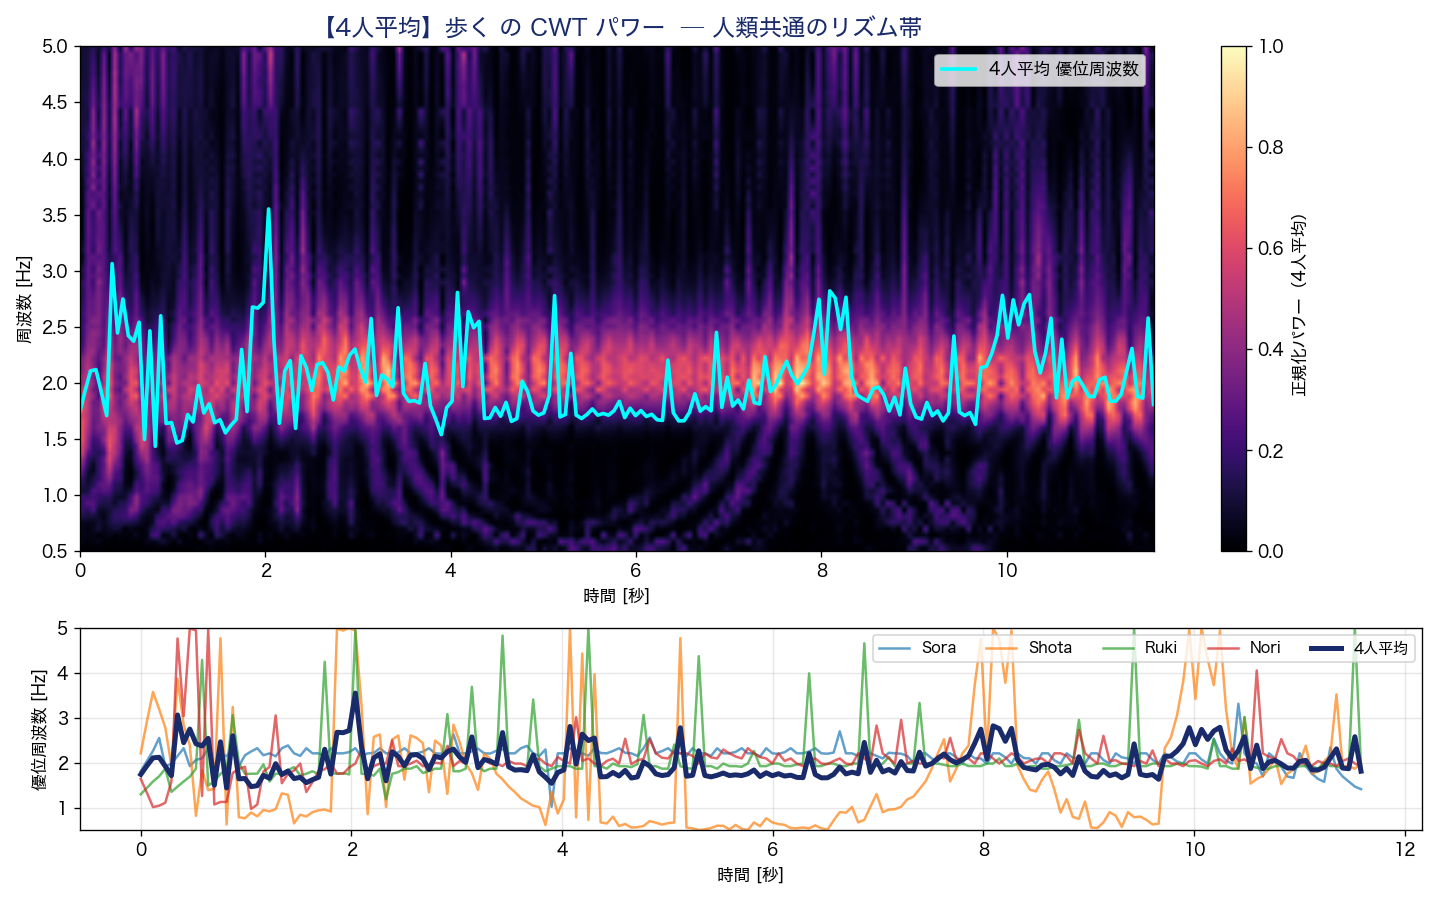 【4人平均】歩く の CWT パワー — 人類共通のリズム帯
4人平均 優位周波数
周波数 [Hz]
5.0
4.5
4.0
3.5
3.0
2.5
2.0
1.5
1.0
0.5
0 2 4 6 8 10
時間 [秒]
1.0
0.8
0.6
0.4
0.2
0.0
正規化パワー（4人平均）
Sora Shota Ruki Nori 4人平均
優位周波数 [Hz]
5
4
3
2
1
0 2 4 6 8 10 12
時間 [秒]